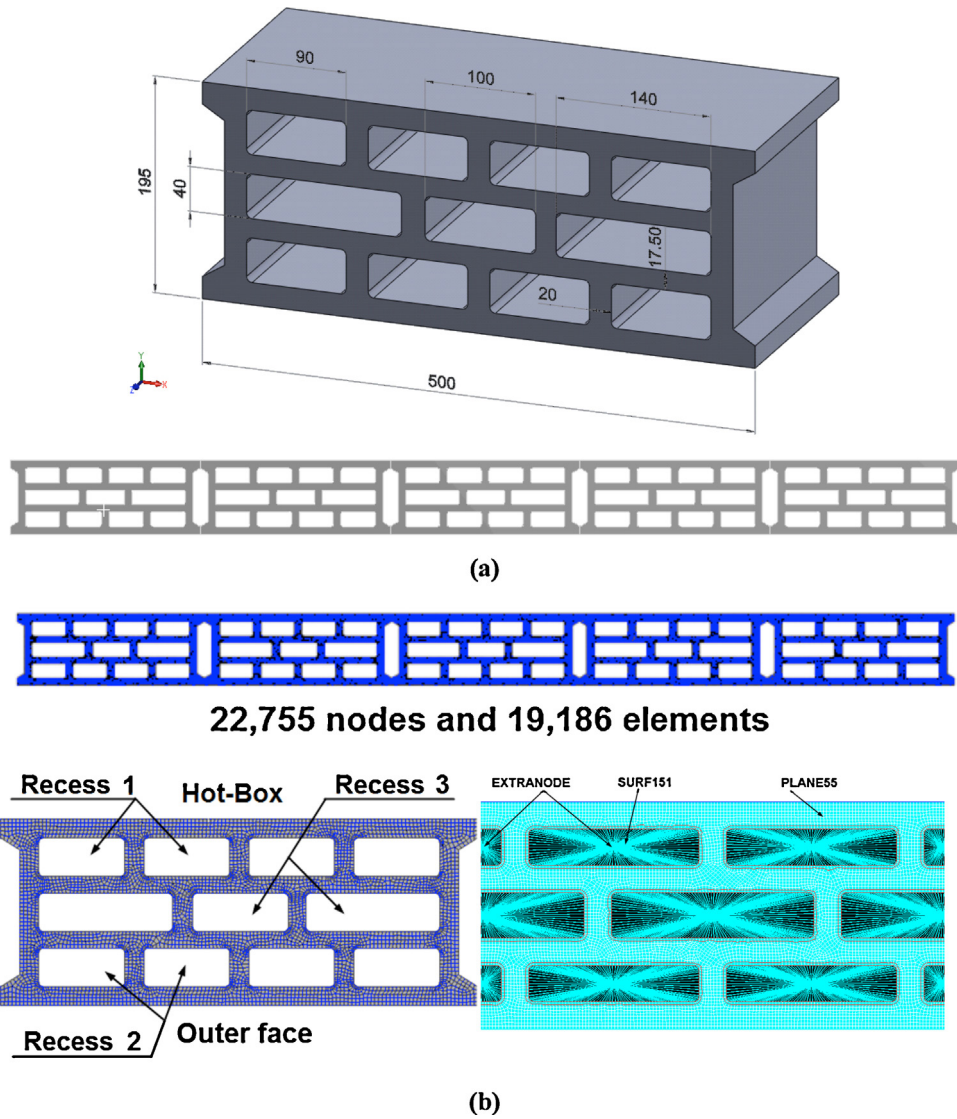 90
100
140
195
40
17.50
20
500
Y
Z
X
(a)
22,755 nodes and 19,186 elements
Recess 1
Hot-Box
Recess 3
Outer face
Recess 2
EXTRANODE
SURF151
PLANE55
(b)